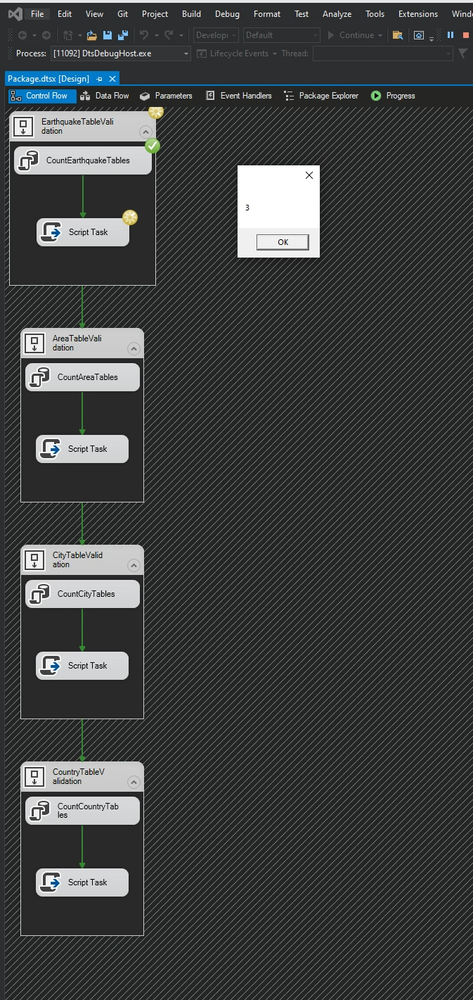 File Edit View Git Project Build Debug Format Test Analyze Tools Extensions Windo
Develop Default Continue
Process: [11092] DtsDebugHost.exe Lifecycle Events Thread:
Package.dtsx [Design]
Control Flow Data Flow Parameters Event Handlers Package Explorer Progress
EarthquakeTableVali
dation
CountEarthquakeTables
3
Script Task
OK
AreaTableVali
dation
CountAreaTables
Script Task
CityTableValid
ation
CountCityTables
Script Task
CountryTableV
alidation
CountCountryTab
les
Script Task